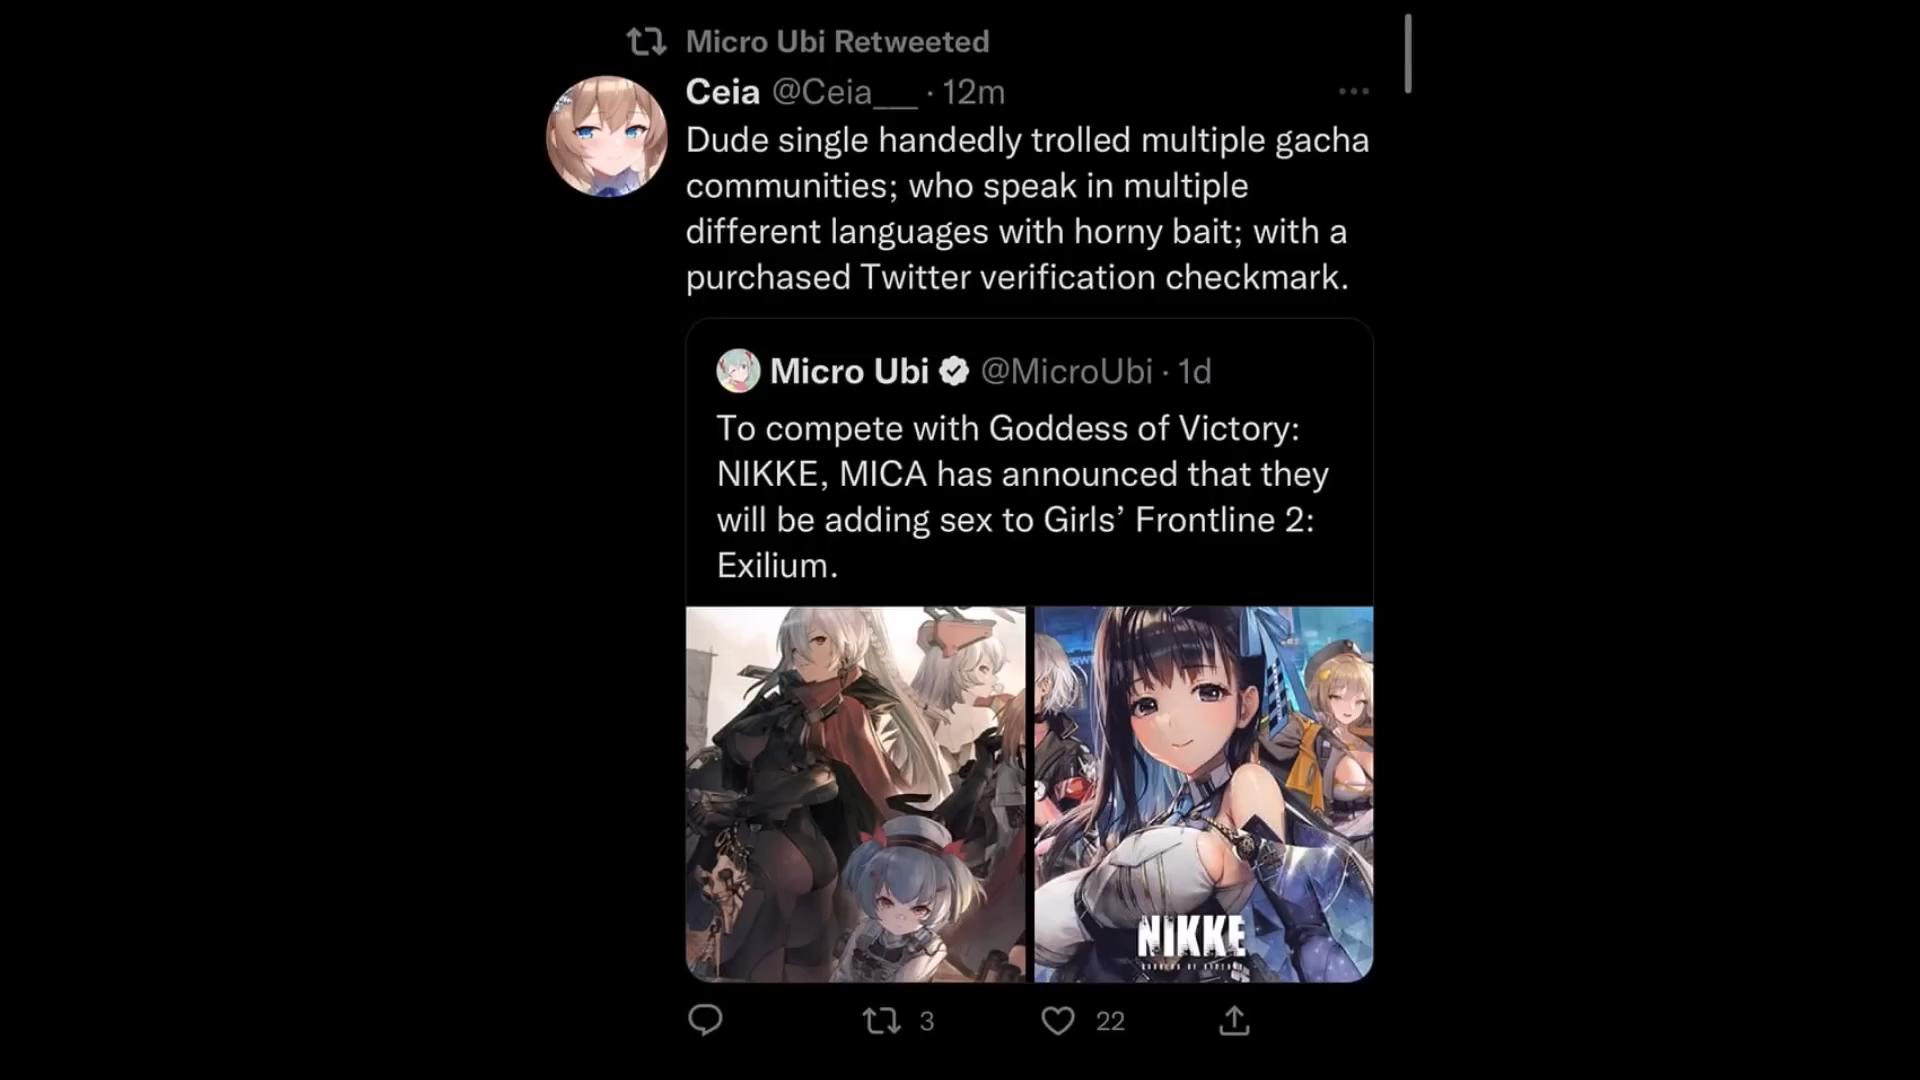 Micro Ubi Retweeted
Ceia @Ceia___ · 12m
Dude single handedly trolled multiple gacha
communities; who speak in multiple
different languages with horny bait; with a
purchased Twitter verification checkmark.
Micro Ubi @MicroUbi · 1d
To compete with Goddess of Victory:
NIKKE, MICA has announced that they
will be adding sex to Girls’ Frontline 2:
Exilium.
NIKKE
3
22